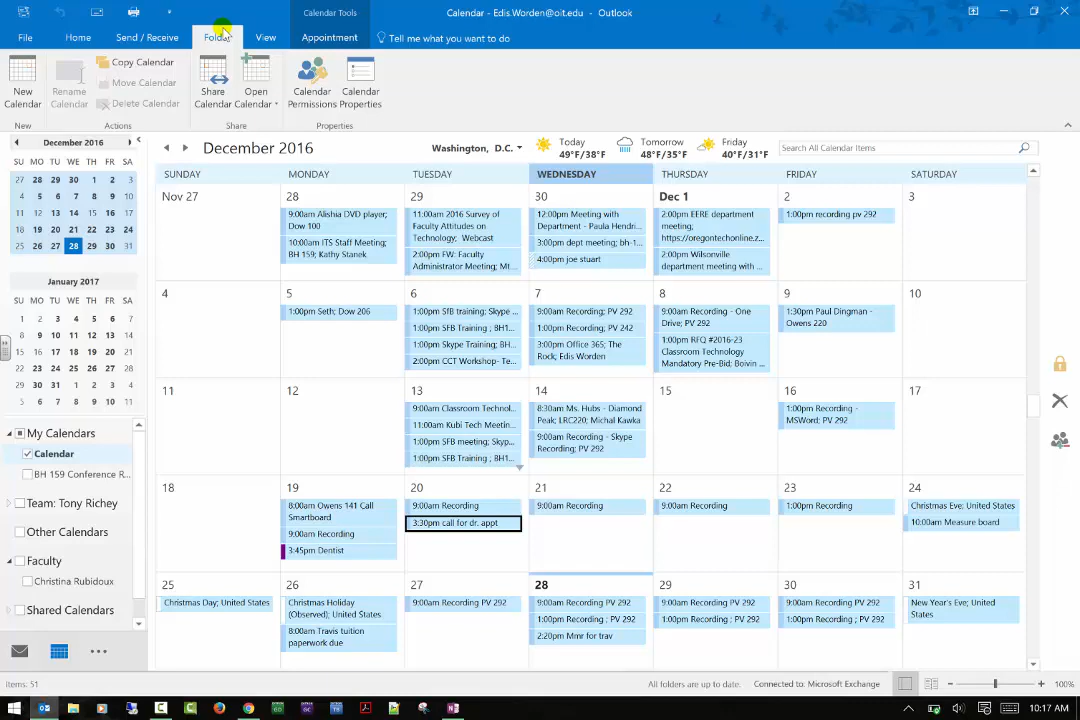 Calendar Tools
Calendar - Edis.Worden@oit.edu - Outlook
File
Home
Send / Receive
Folder
View
Appointment
Tell me what you want to do
New Calendar
Rename Calendar
Copy Calendar
Move Calendar
Delete Calendar
Share Calendar
Open Calendar
Calendar Permissions
Calendar Properties
New
Actions
Share
Properties
December 2016
SU MO TU WE TH FR SA
27 28 29 30 1 2 3
4 5 6 7 8 9 10
11 12 13 14 15 16 17
18 19 20 21 22 23 24
25 26 27 28 29 30 31
January 2017
SU MO TU WE TH FR SA
1 2 3 4 5 6 7
8 9 10 11 12 13 14
15 16 17 18 19 20 21
22 23 24 25 26 27 28
29 30 31 1 2 3 4
5 6 7 8 9 10 11
My Calendars
Calendar
BH 159 Conference R...
Team: Tony Richey
Other Calendars
Faculty
Christina Rubidoux
Shared Calendars
December 2016
Washington, D.C.
Today
49°F/38°F
Tomorrow
48°F/35°F
Friday
40°F/31°F
Search All Calendar Items
SUNDAY MONDAY TUESDAY WEDNESDAY THURSDAY FRIDAY SATURDAY
Nov 27
28
9:00am Alishia DVD player;
Dow 100
10:00am ITS Staff Meeting;
BH 159; Kathy Stanek
29
11:00am 2016 Survey of
Faculty Attitudes on
Technology; Webcast
2:00pm FW: Faculty
Administrator Meeting; Mt...
30
12:00pm Meeting with
Department - Paula Hendri...
3:00pm dept meeting; bh-1...
4:00pm joe stuart
Dec 1
2:00pm EERE department
meeting;
https://oregontechonline.z...
2:00pm Wilsonville
department meeting with ...
2
1:00pm recording pv 292
3
4
5
1:00pm Seth; Dow 206
6
1:00pm SfB training; Skype ...
1:00pm SFB Training ; BH1...
1:00pm Skype Training; BH...
2:00pm CCT Workshop- Te...
7
9:00am Recording; PV 292
1:00pm Recording; PV 242
3:00pm Office 365; The
Rock; Edis Worden
8
9:00am Recording - One
Drive; PV 292
1:00pm RFQ #2016-23
Classroom Technology
Mandatory Pre-Bid; Boivin ...
9
1:30pm Paul Dingman -
Owens 220
10
11
12
13
9:00am Classroom Technol...
11:00am Kubi Tech Meetin...
1:00pm SFB meeting; Skyp...
1:00pm SFB Training ; BH1...
14
8:30am Ms. Hubs - Diamond
Peak; LRC220; Michal Kawka
9:00am Recording - Skype
Recording; PV 292
15
16
1:00pm Recording -
MSWord; PV 292
17
18
19
8:00am Owens 141 Call
Smartboard
9:00am Recording
3:45pm Dentist
20
9:00am Recording
3:30pm call for dr. appt
21
9:00am Recording
22
9:00am Recording
23
1:00pm Recording
24
Christmas Eve; United States
10:00am Measure board
25
Christmas Day; United States
26
Christmas Holiday
(Observed); United States
8:00am Travis tuition
paperwork due
27
9:00am Recording PV 292
28
9:00am Recording PV 292
1:00pm Recording ; PV 292
2:20pm Mmr for trav
29
9:00am Recording PV 292
1:00pm Recording ; PV 292
30
9:00am Recording PV 292
1:00pm Recording ; PV 292
31
New Year's Eve; United
States
Items: 51
All folders are up to date.
Connected to: Microsoft Exchange
100%
10:17 AM